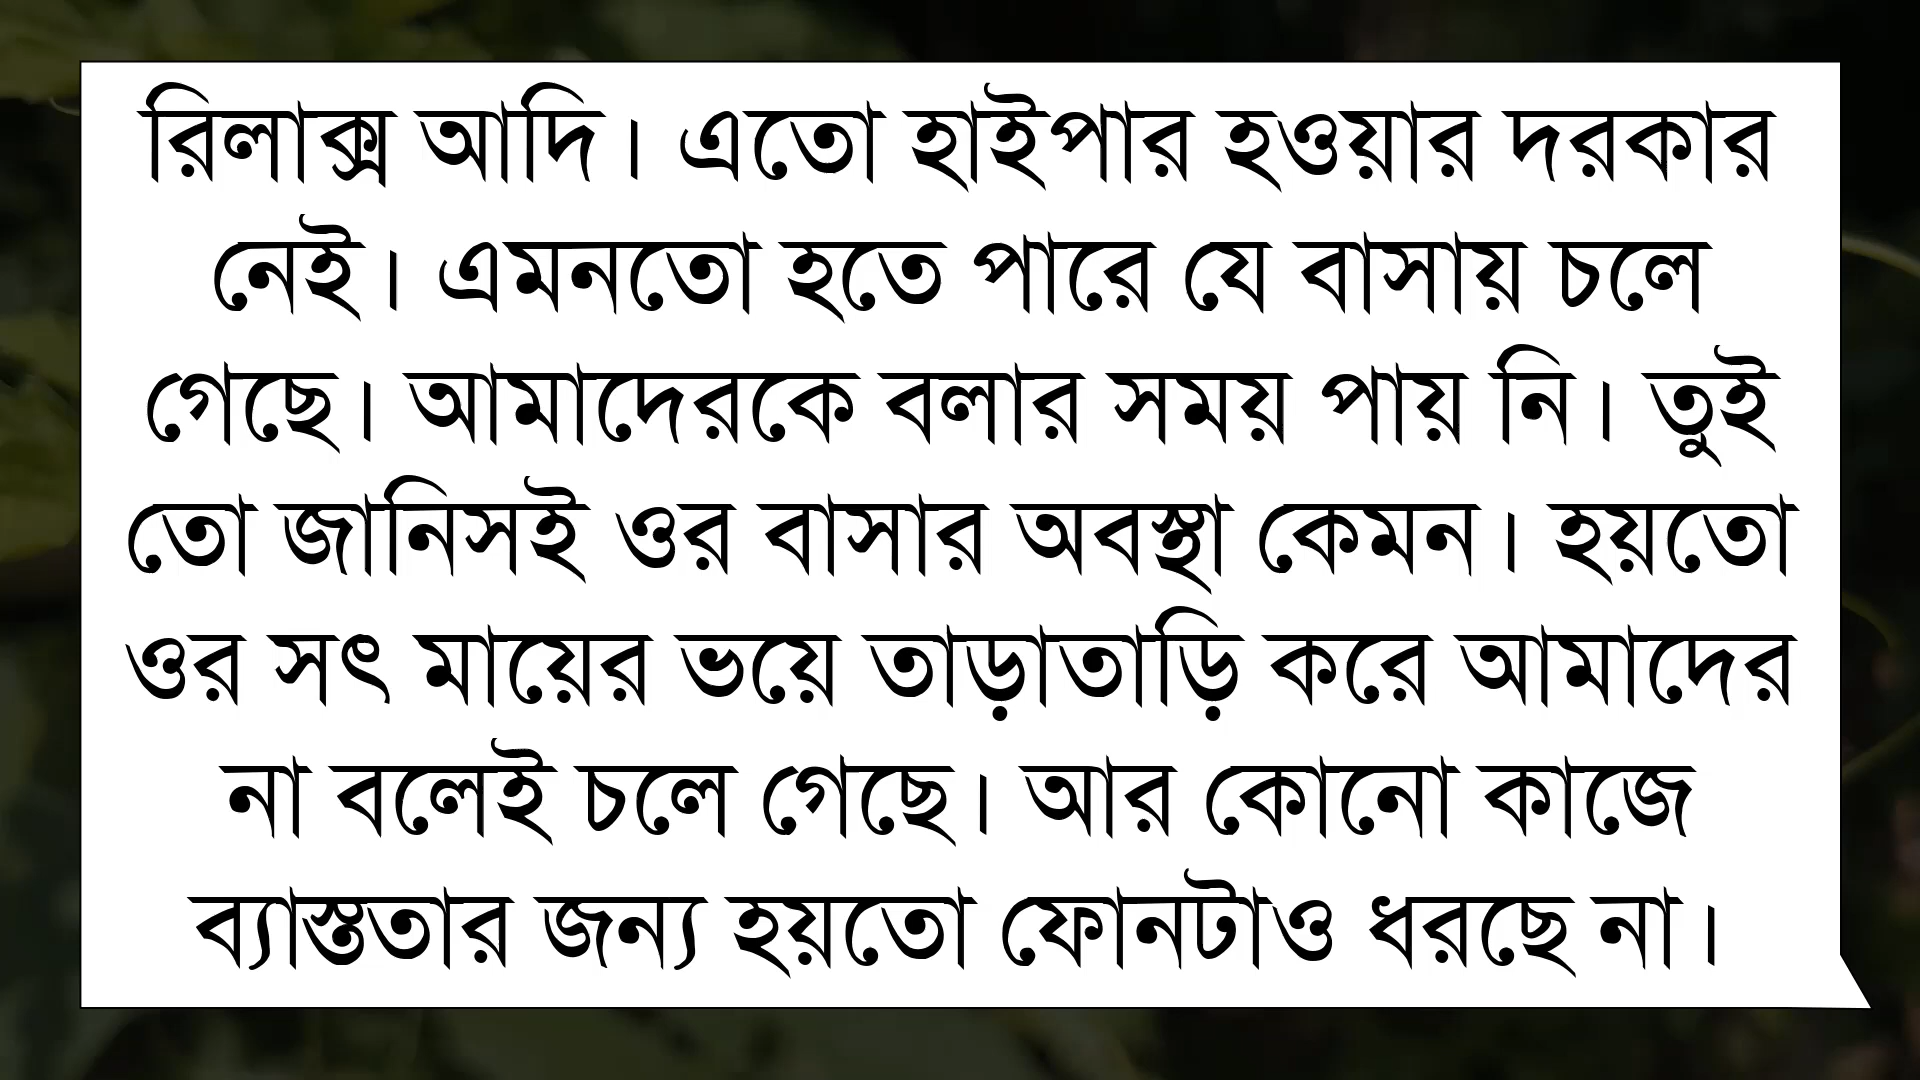 রিলাক্স আদি। এতো হাইপার হওয়ার দরকার
নেই। এমনতো হতে পারে যে বাসায় চলে
গেছে। আমাদেরকে বলার সময় পায় নি। তুই
তো জানিসই ওর বাসার অবস্থা কেমন। হয়তো
ওর সৎ মায়ের ভয়ে তাড়াতাড়ি করে আমাদের
না বলেই চলে গেছে। আর কোনো কাজে
ব্যাস্ততার জন্য হয়তো ফোনটাও ধরছে না।